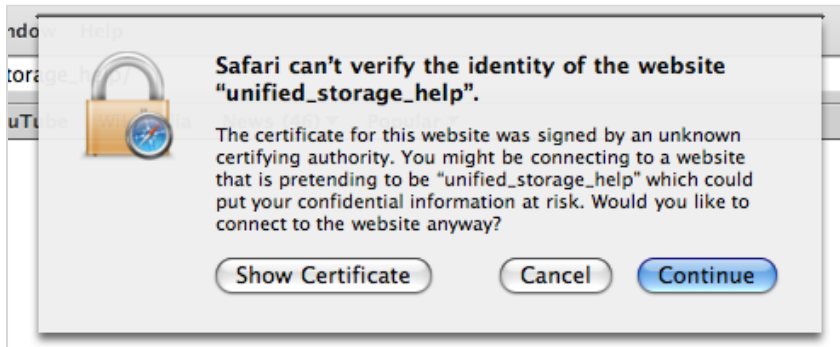 ndow Help
torage_help/
Safari can't verify the identity of the website
“unified_storage_help”.
uTube Wikipedia News (46) ▾ Popular ▾
The certificate for this website was signed by an unknown
certifying authority. You might be connecting to a website
that is pretending to be “unified_storage_help” which could
put your confidential information at risk. Would you like to
connect to the website anyway?
Show Certificate Cancel Continue